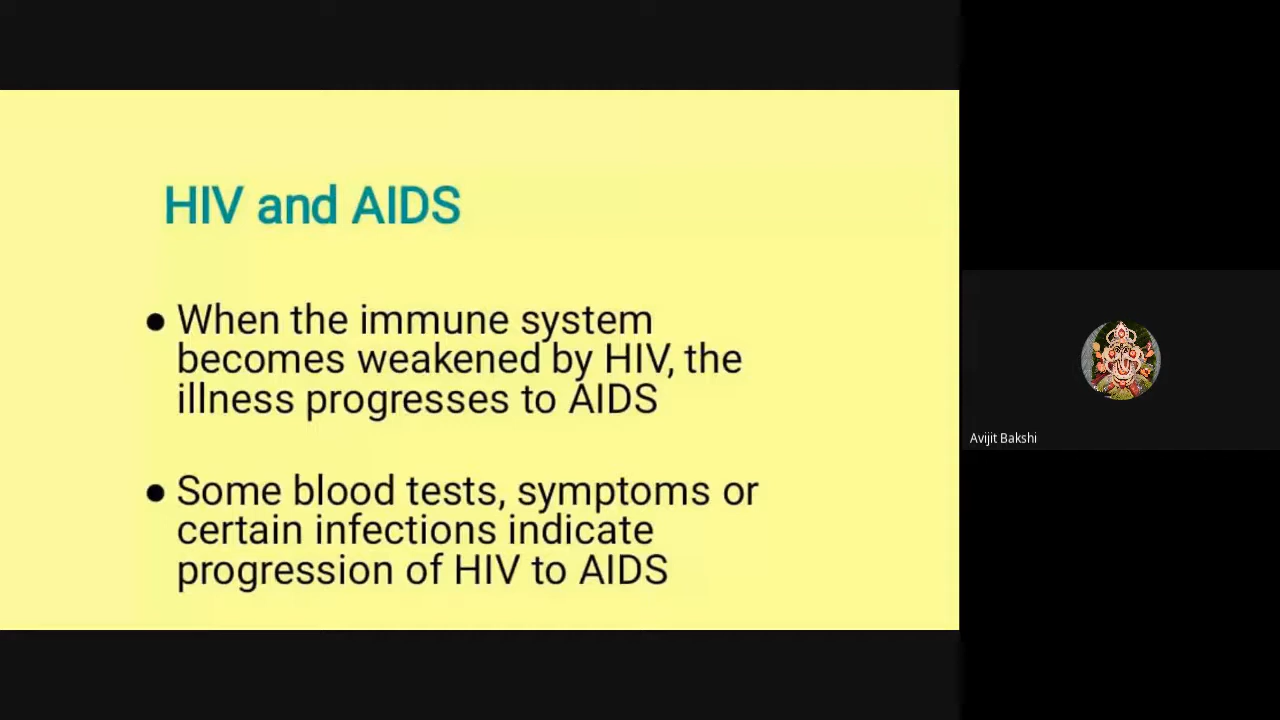 HIV and AIDS
● When the immune system
becomes weakened by HIV, the
illness progresses to AIDS
● Some blood tests, symptoms or
certain infections indicate
progression of HIV to AIDS
Avijit Bakshi